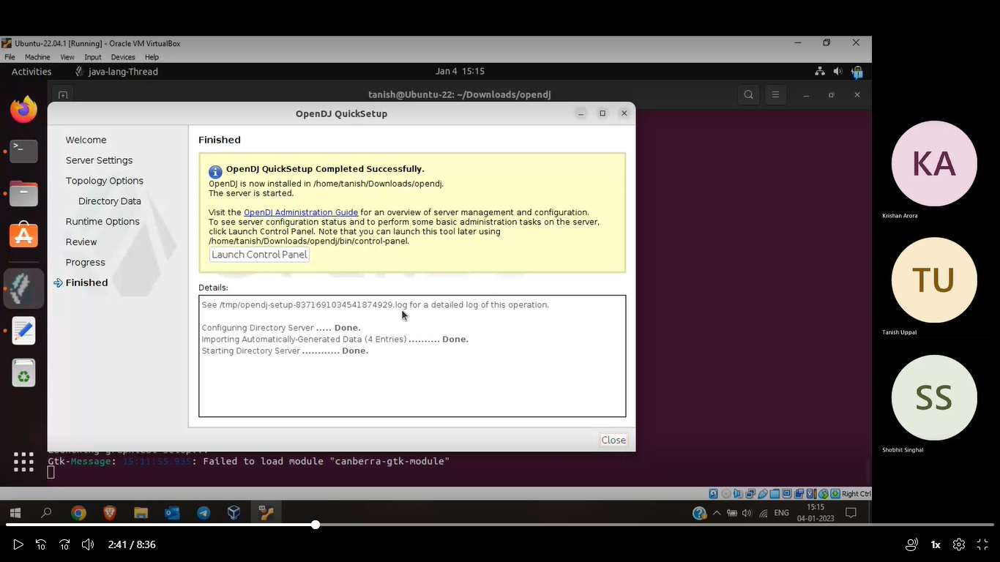 Ubuntu-22.04.1 [Running] - Oracle VM VirtualBox
File Machine View Input Devices Help
Activities java-lang-Thread Jan 4 15:15
tanish@Ubuntu-22: ~/Downloads/opendj
OpenDJ QuickSetup
Welcome
Server Settings
Topology Options
Directory Data
Runtime Options
Review
Progress
Finished
Finished
OpenDJ QuickSetup Completed Successfully.
OpenDJ is now installed in /home/tanish/Downloads/opendj.
The server is started.
Visit the OpenDJ Administration Guide for an overview of server management and configuration.
To see server configuration status and to perform some basic administration tasks on the server,
click Launch Control Panel. Note that you can launch this tool later using
/home/tanish/Downloads/opendj/bin/control-panel.
Launch Control Panel
Details:
See /tmp/opendj-setup-8371691034541874929.log for a detailed log of this operation.
Configuring Directory Server ..... Done.
Importing Automatically-Generated Data (4 Entries) .......... Done.
Starting Directory Server ............ Done.
Close
Gtk-Message: 15:11:55.935: Failed to load module "canberra-gtk-module"
Right Ctrl
ENG
15:15
04-01-2023
KA
Krishan Arora
TU
Tanish Uppal
SS
Shobhit Singhal
10 10 2:41 / 8:36 1x